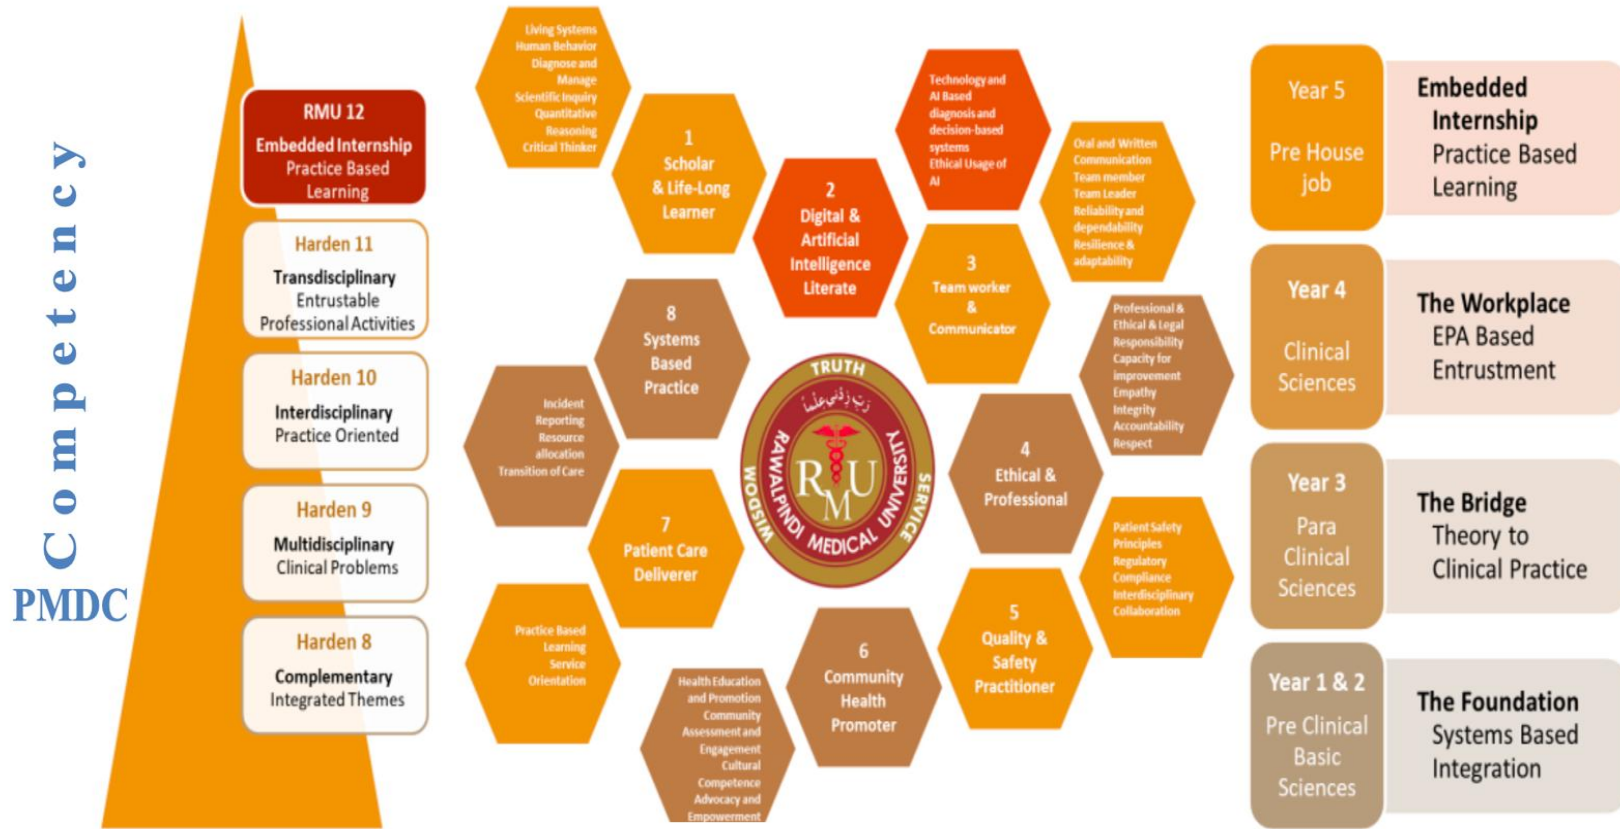 Competency
PMDC
RMU 12
Embedded Internship
Practice Based
Learning
Harden 11
Transdisciplinary
Entrustable
Professional Activities
Harden 10
Interdisciplinary
Practice Oriented
Harden 9
Multidisciplinary
Clinical Problems
Harden 8
Complementary
Integrated Themes
Living Systems
Human Behavior
Diagnose and
Manage
Scientific Inquiry
Quantitative
Reasoning
Critical Thinker
1
Scholar
& Life-Long
Learner
2
Digital &
Artificial
Intelligence
Literate
Technology and
AI Based
diagnosis and
decision-based
systems
Ethical Usage of
AI
3
Team worker
&
Communicator
Oral and Written
Communication
Team member
Team Leader
Reliability and
dependability
Resilience &
adaptability
4
Ethical &
Professional
Professional &
Ethical & Legal
Responsibility
Capacity for
improvement
Empathy
Integrity
Accountability
Respect
5
Quality &
Safety
Practitioner
Patient Safety
Principles
Regulatory
Compliance
Interdisciplinary
Collaboration
6
Community
Health
Promoter
Health Education
and Promotion
Community
Assessment and
Engagement
Cultural
Competence
Advocacy and
Empowerment
7
Patient Care
Deliverer
Practice Based
Learning
Service
Orientation
8
Systems
Based
Practice
Incident
Reporting
Resource
allocation
Transition of Care
TRUTH
WISDOM
SERVICE
رَبِّ زِدْنِي عِلْمًا
RAWALPINDI MEDICAL UNIVERSITY
RMU
Year 5
Pre House
job
Embedded
Internship
Practice Based
Learning
Year 4
Clinical
Sciences
The Workplace
EPA Based
Entrustment
Year 3
Para
Clinical
Sciences
The Bridge
Theory to
Clinical Practice
Year 1 & 2
Pre Clinical
Basic
Sciences
The Foundation
Systems Based
Integration